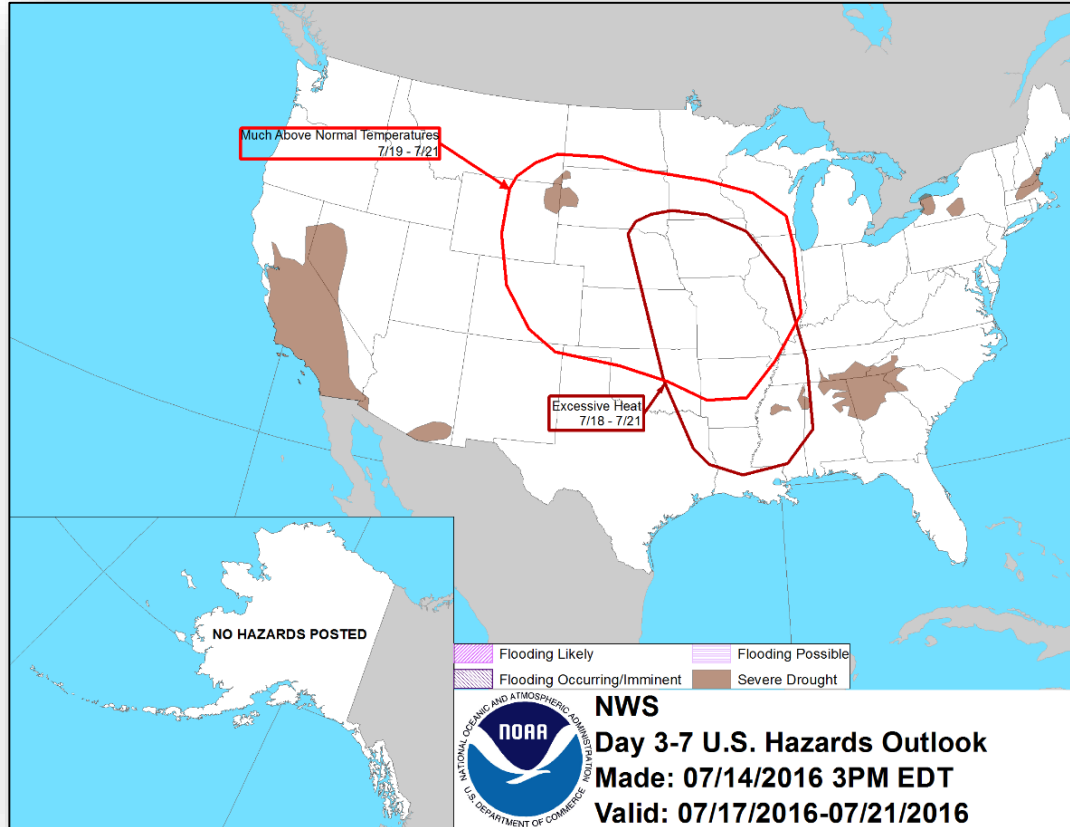 Much Above Normal Temperatures
7/19 - 7/21
Excessive Heat
7/18 - 7/21
NO HAZARDS POSTED
Flooding Likely
Flooding Possible
Flooding Occurring/Imminent
Severe Drought
NATIONAL OCEANIC AND ATMOSPHERIC ADMINISTRATION
NOAA
U.S. DEPARTMENT OF COMMERCE
NWS
Day 3-7 U.S. Hazards Outlook
Made: 07/14/2016 3PM EDT
Valid: 07/17/2016-07/21/2016